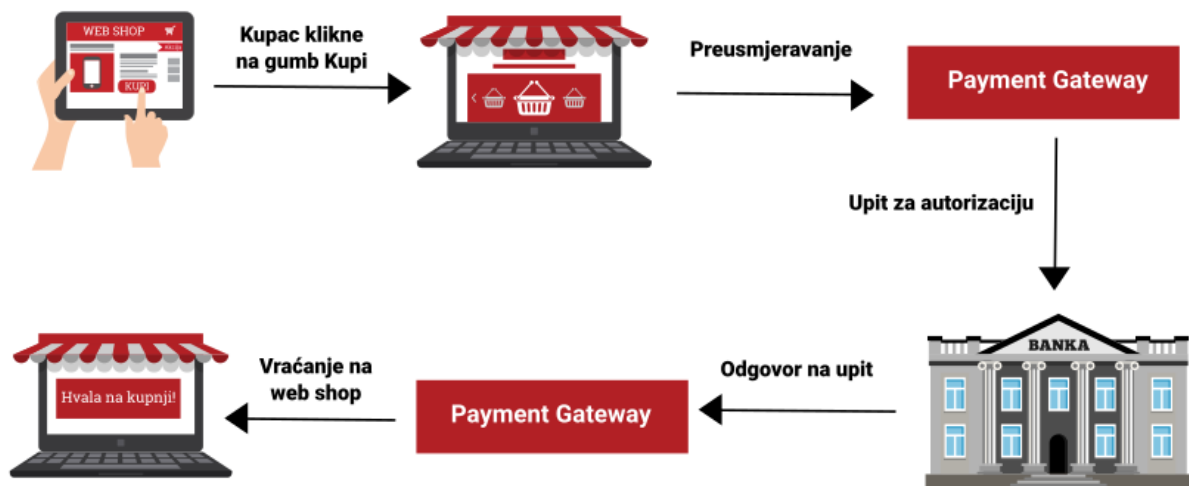 WEB SHOP
KUPI
Kupac klikne
na gumb Kupi
Preusmjeravanje
Payment Gateway
Upit za autorizaciju
BANKA
Odgovor na upit
Payment Gateway
Vraćanje na
web shop
Hvala na kupnji!